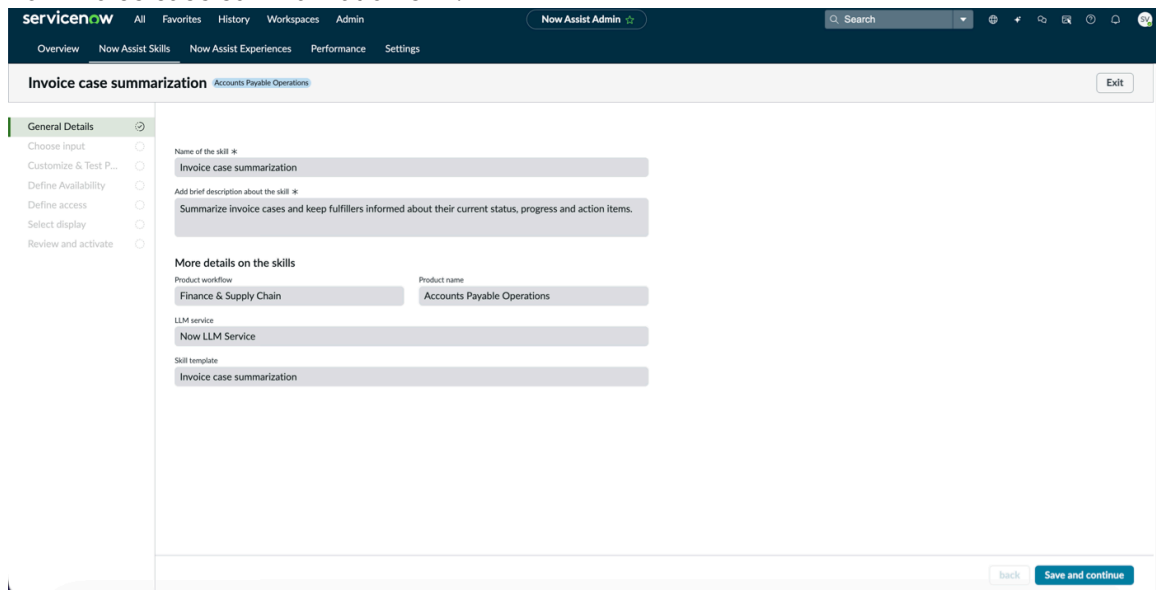 servicenow All Favorites History Workspaces Admin Now Assist Admin Search SV
Overview Now Assist Skills Now Assist Experiences Performance Settings
Invoice case summarization Accounts Payable Operations Exit
General Details
Choose input
Customize & Test P...
Define Availability
Define access
Select display
Review and activate
Name of the skill *
Invoice case summarization
Add brief description about the skill *
Summarize invoice cases and keep fulfillers informed about their current status, progress and action items.
More details on the skills
Product workflow Product name
Finance & Supply Chain Accounts Payable Operations
LLM service
Now LLM Service
Skill template
Invoice case summarization
back Save and continue